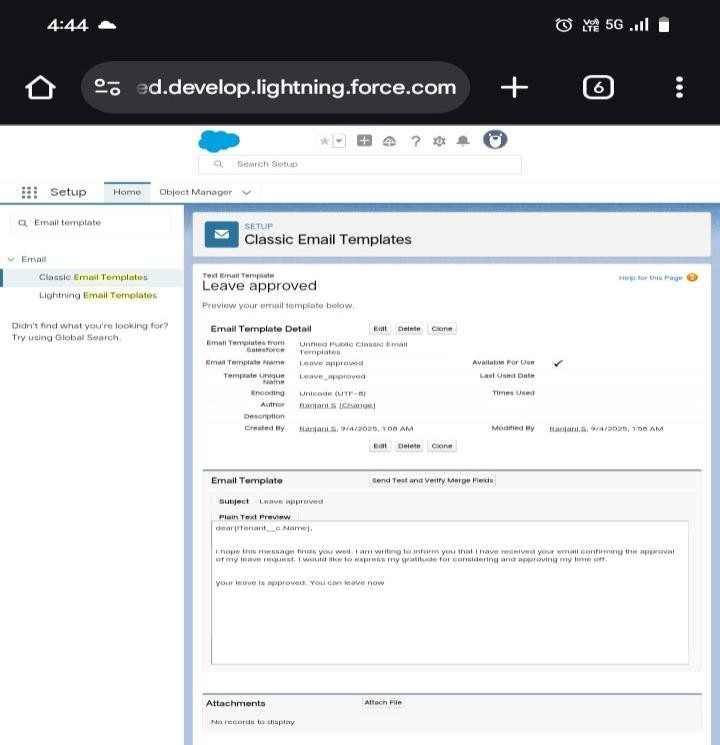 4:44
VoLTE 5G
ed.develop.lightning.force.com
6
Search Setup
Setup Home Object Manager
Email template
SETUP
Classic Email Templates
Email
Classic Email Templates
Lightning Email Templates
Didn't find what you're looking for?
Try using Global Search.
Text Email Template
Leave approved
Help for this Page ?
Preview your email template below.
Email Template Detail Edit Delete Clone
Email Templates from Salesforce Unfiled Public Classic Email Templates
Email Template Name Leave approved Available For Use ✓
Template Unique Name Leave_approved Last Used Date
Encoding Unicode (UTF-8) Times Used
Author Ranjani S [Change]
Description
Created By Ranjani S, 9/4/2025, 1:08 AM Modified By Ranjani S, 9/4/2025, 1:56 AM
Edit Delete Clone
Email Template Send Test and Verify Merge Fields
Subject Leave approved
Plain Text Preview
dear{!Tenant__c.Name},
I hope this message finds you well. I am writing to inform you that I have received your email confirming the approval
of my leave request. I would like to express my gratitude for considering and approving my time off.
your leave is approved. You can leave now
Attachments Attach File
No records to display